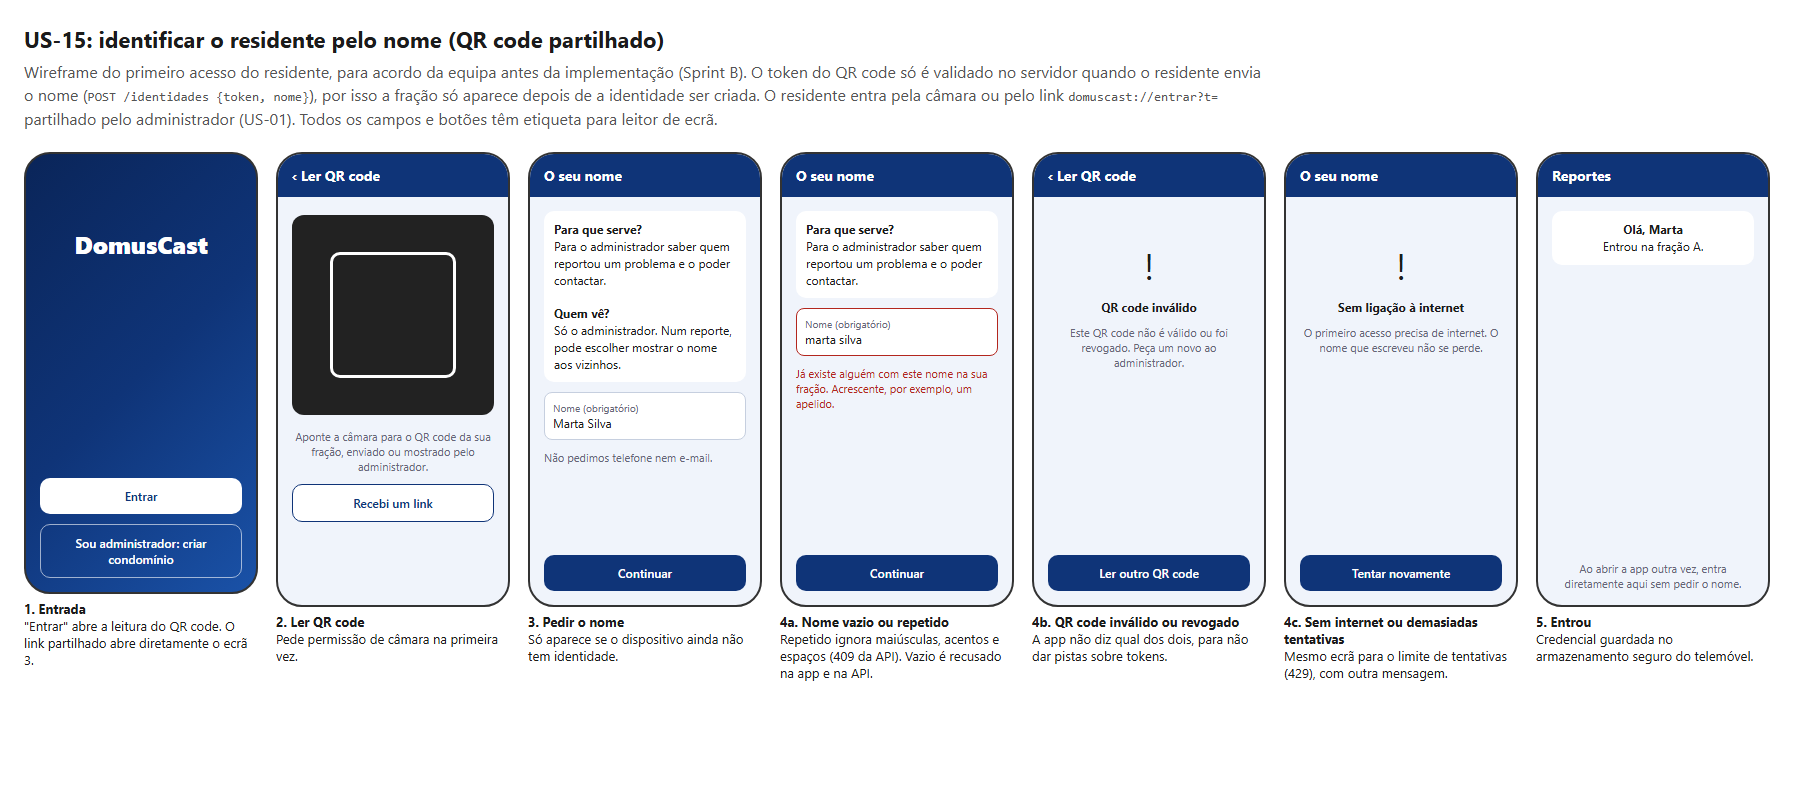 US-15: identificar o residente pelo nome (QR code partilhado)
Wireframe do primeiro acesso do residente, para acordo da equipa antes da implementação (Sprint B). O token do QR code só é validado no servidor quando o residente envia
o nome (POST /identidades {token, nome}), por isso a fração só aparece depois de a identidade ser criada. O residente entra pela câmara ou pelo link domuscast://entrar?t=
partilhado pelo administrador (US-01). Todos os campos e botões têm etiqueta para leitor de ecrã.
DomusCast
Entrar
Sou administrador: criar
condomínio
1. Entrada
"Entrar" abre a leitura do QR code. O
link partilhado abre diretamente o ecrã
3.
‹ Ler QR code
Aponte a câmara para o QR code da sua
fração, enviado ou mostrado pelo
administrador.
Recebi um link
2. Ler QR code
Pede permissão de câmara na primeira
vez.
O seu nome
Para que serve?
Para o administrador saber quem
reportou um problema e o poder
contactar.
Quem vê?
Só o administrador. Num reporte,
pode escolher mostrar o nome
aos vizinhos.
Nome (obrigatório)
Marta Silva
Não pedimos telefone nem e-mail.
Continuar
3. Pedir o nome
Só aparece se o dispositivo ainda não
tem identidade.
O seu nome
Para que serve?
Para o administrador saber quem
reportou um problema e o poder
contactar.
Nome (obrigatório)
marta silva
Já existe alguém com este nome na sua
fração. Acrescente, por exemplo, um
apelido.
Continuar
4a. Nome vazio ou repetido
Repetido ignora maiúsculas, acentos e
espaços (409 da API). Vazio é recusado
na app e na API.
‹ Ler QR code
!
QR code inválido
Este QR code não é válido ou foi
revogado. Peça um novo ao
administrador.
Ler outro QR code
4b. QR code inválido ou revogado
A app não diz qual dos dois, para não
dar pistas sobre tokens.
O seu nome
!
Sem ligação à internet
O primeiro acesso precisa de internet. O
nome que escreveu não se perde.
Tentar novamente
4c. Sem internet ou demasiadas
tentativas
Mesmo ecrã para o limite de tentativas
(429), com outra mensagem.
Reportes
Olá, Marta
Entrou na fração A.
Ao abrir a app outra vez, entra
diretamente aqui sem pedir o nome.
5. Entrou
Credencial guardada no
armazenamento seguro do telemóvel.